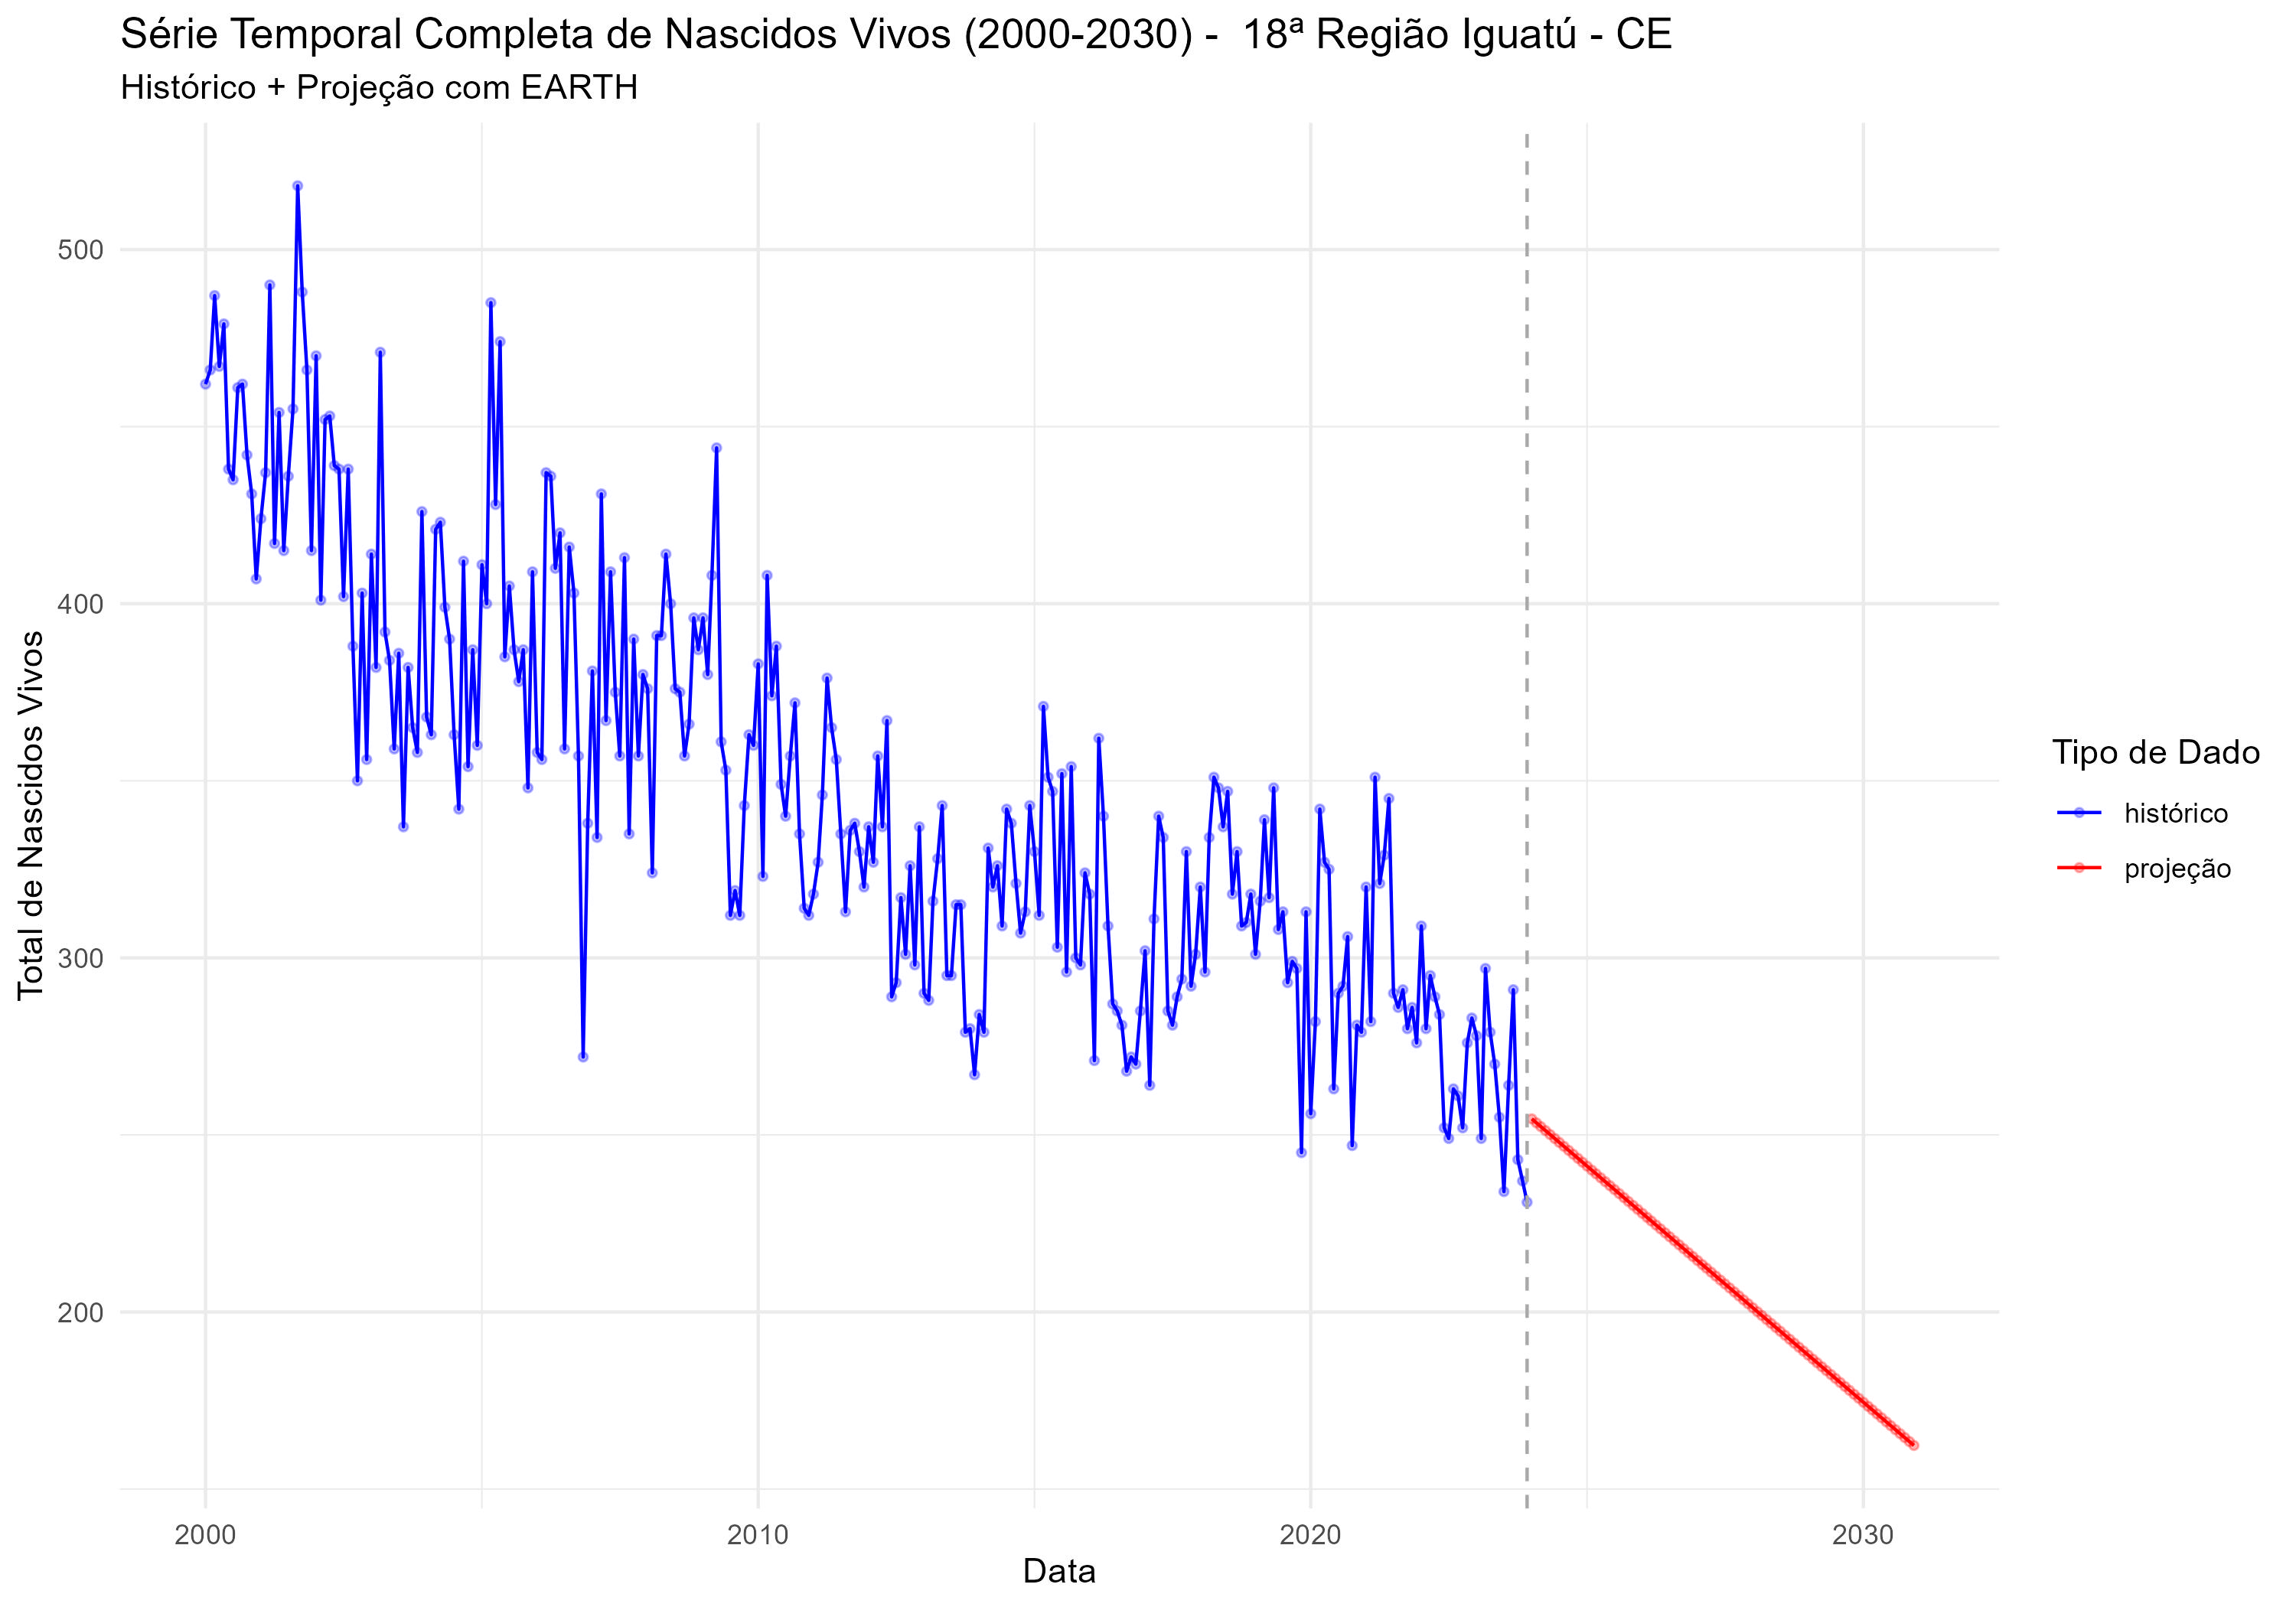 Série Temporal Completa de Nascidos Vivos (2000-2030) -  18ª Região Iguatú - CE
Histórico + Projeção com EARTH
Total de Nascidos Vivos
500
400
300
200
2000
2010
2020
2030
Data
Tipo de Dado
histórico
projeção